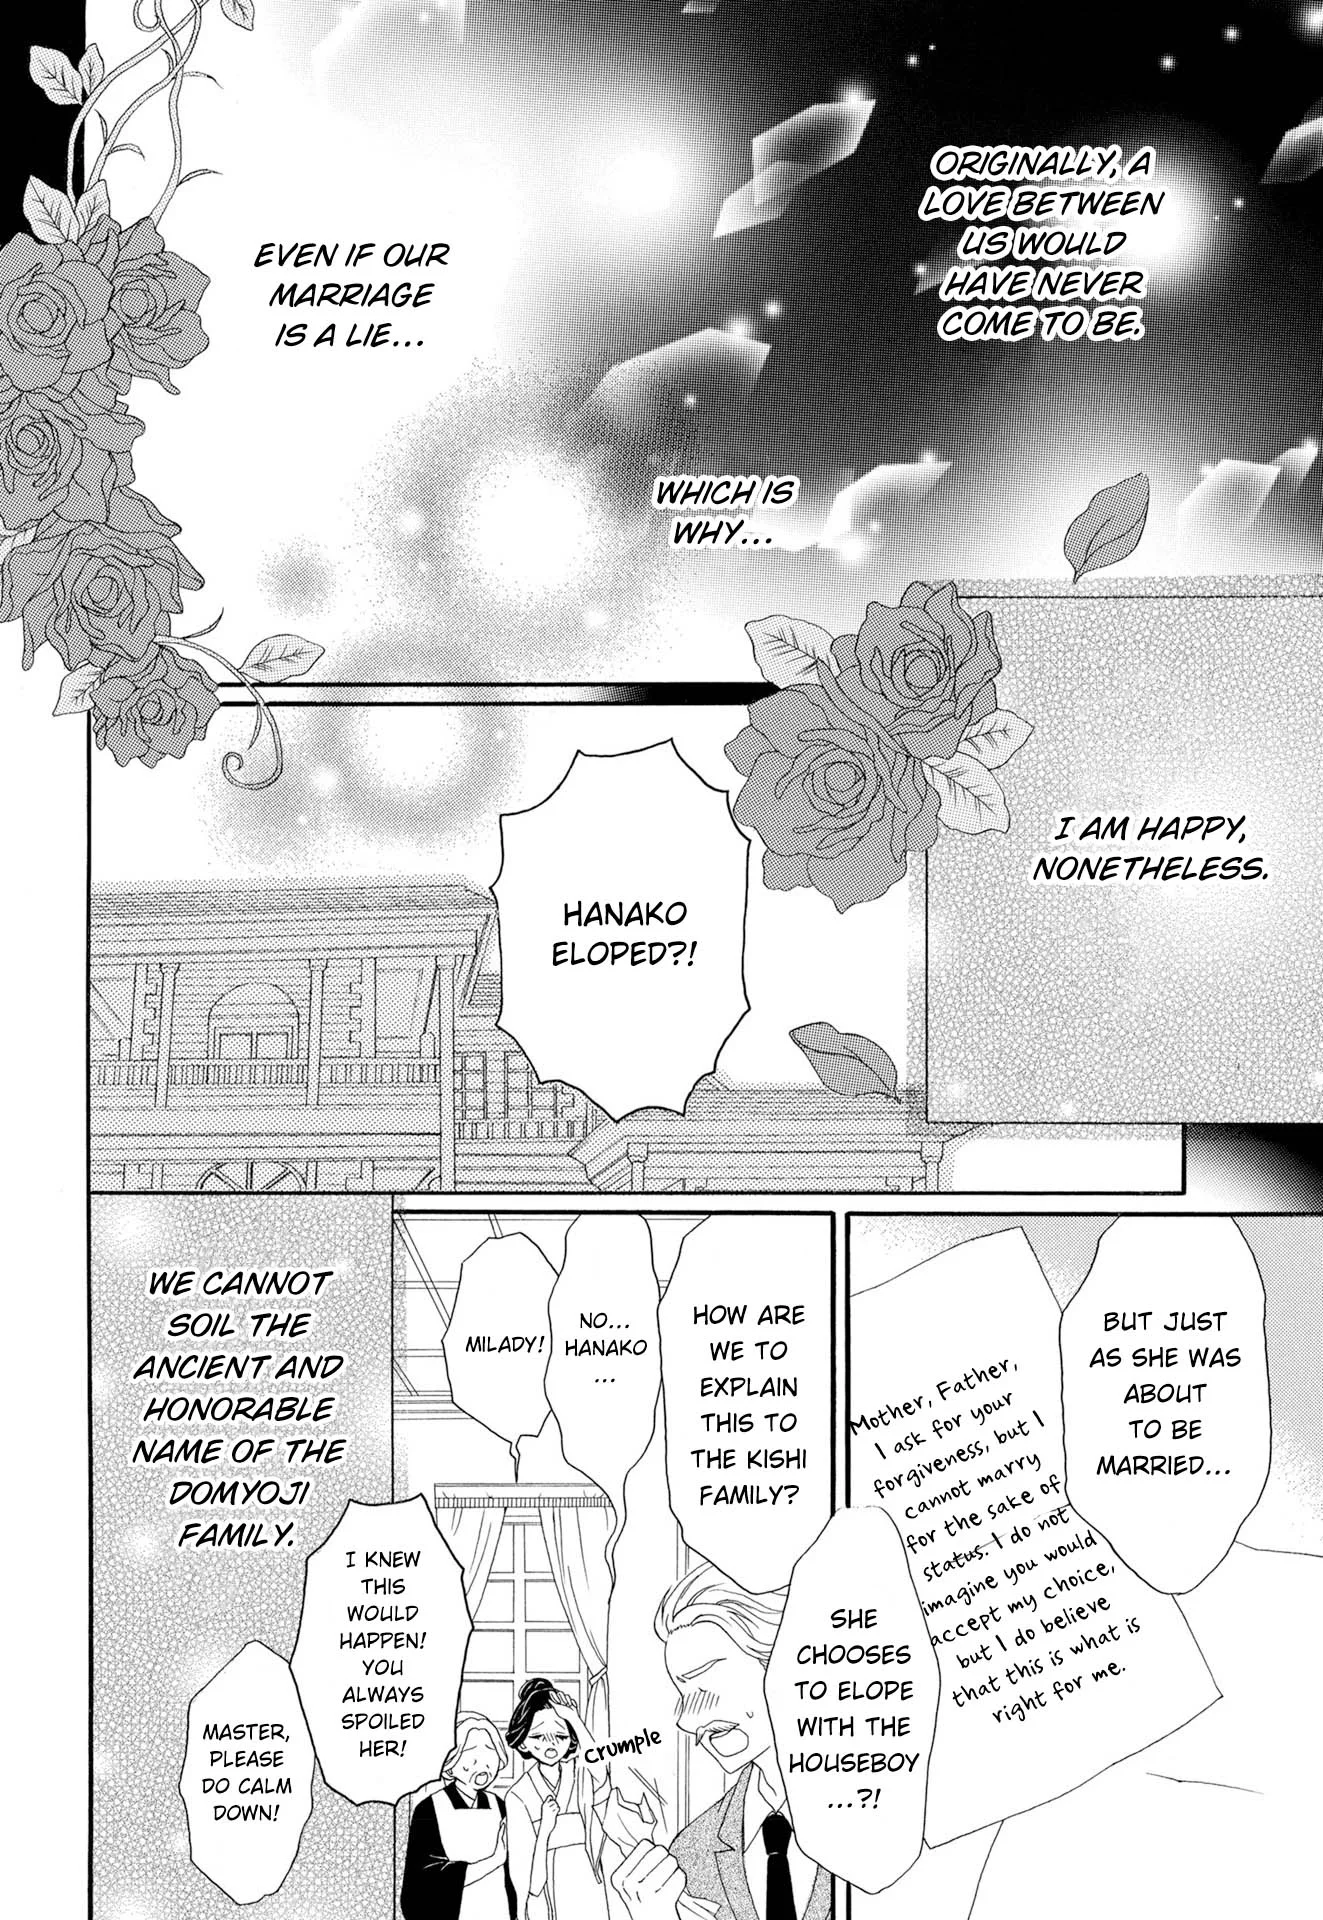 ORIGINALLY, A
LOVE BETWEEN
US WOULD
HAVE NEVER
COME TO BE.
WHICH IS
WHY...
EVEN IF OUR
MARRIAGE
IS A LIE...
I AM HAPPY,
NONETHELESS.
HANAKO
ELOPED?!
BUT JUST
AS SHE WAS
ABOUT
TO BE
MARRIED...
Mother, Father,
I ask for your
forgiveness, but I
cannot marry
for the sake of
status. I do not
imagine you would
accept my choice,
but I do believe
that this is what is
right for me.
SHE
CHOOSES
TO ELOPE
WITH THE
HOUSEBOY
...?!
HOW ARE
WE TO
EXPLAIN
THIS TO
THE KISHI
FAMILY?
NO...
HANAKO
...
MILADY!
crumple
I KNEW
THIS
WOULD
HAPPEN!
YOU
ALWAYS
SPOILED
HER!
MASTER,
PLEASE
DO CALM
DOWN!
WE CANNOT
SOIL THE
ANCIENT AND
HONORABLE
NAME OF THE
DOMYOJI
FAMILY.